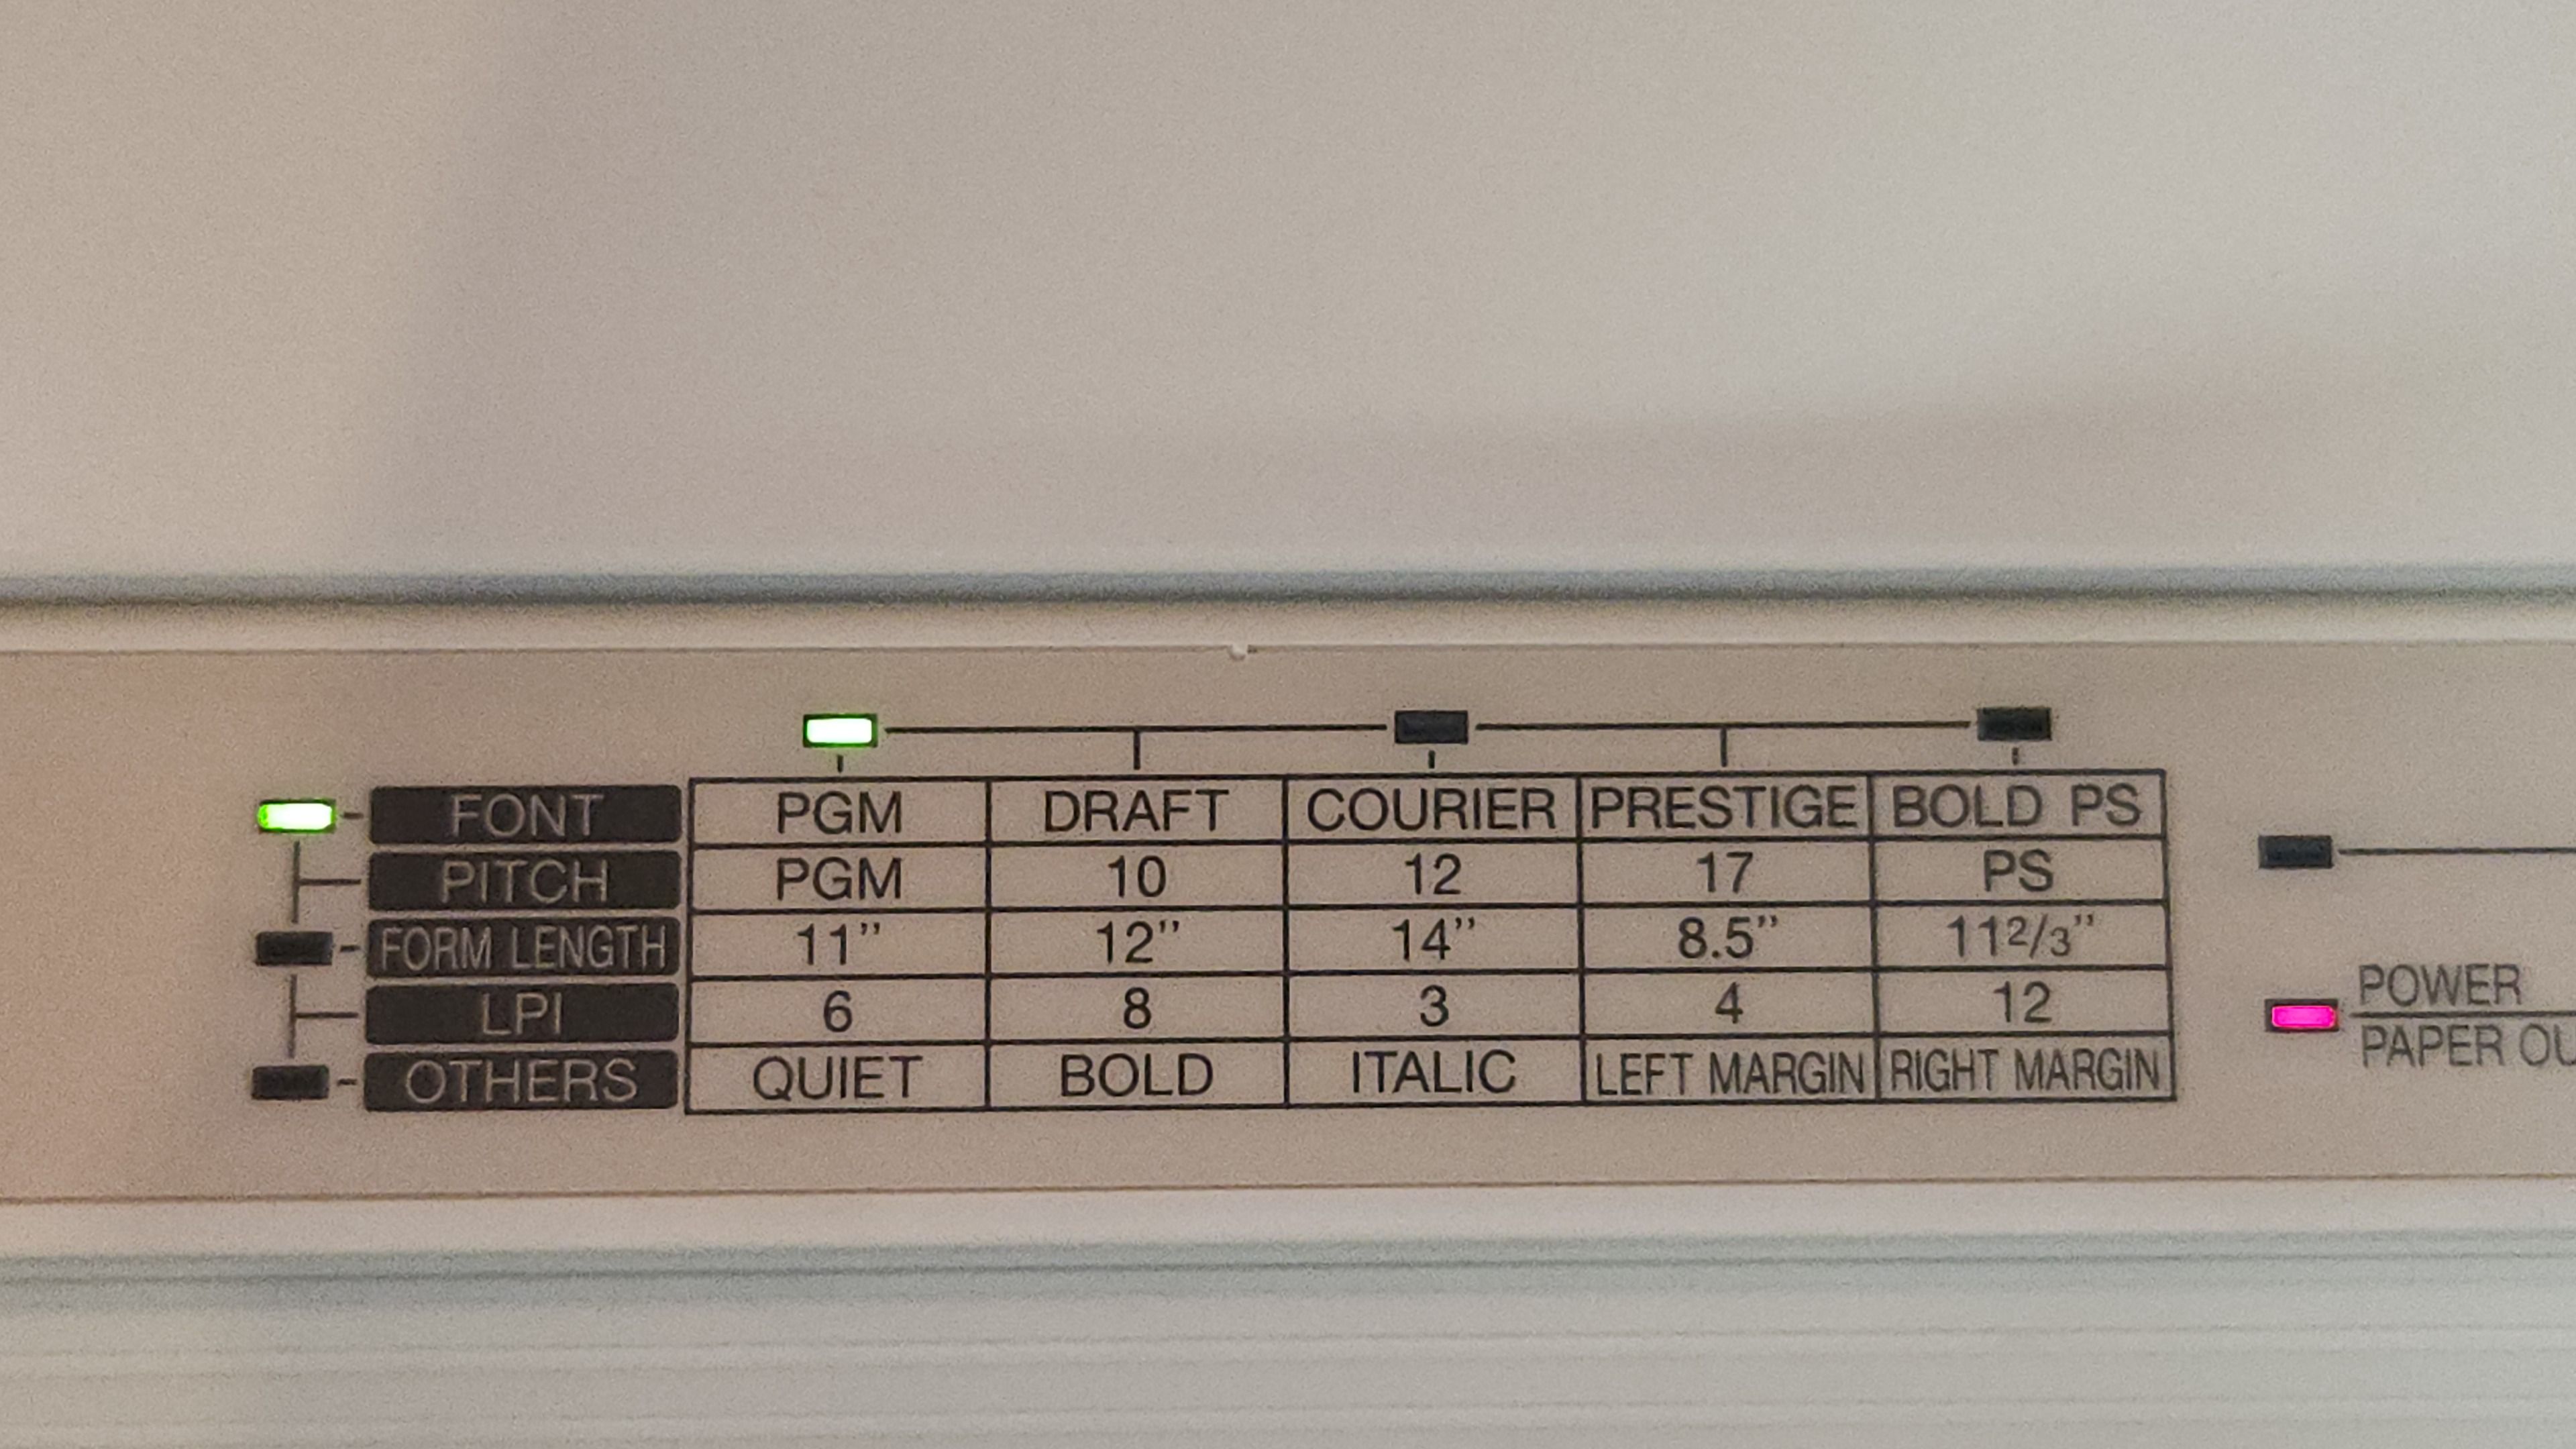 FONT PGM DRAFT COURIER PRESTIGE BOLD PS
PITCH PGM 10 12 17 PS
FORM LENGTH 11” 12” 14” 8.5” 11 2/3”
LPI 6 8 3 4 12
OTHERS QUIET BOLD ITALIC LEFT MARGIN RIGHT MARGIN
POWER
PAPER